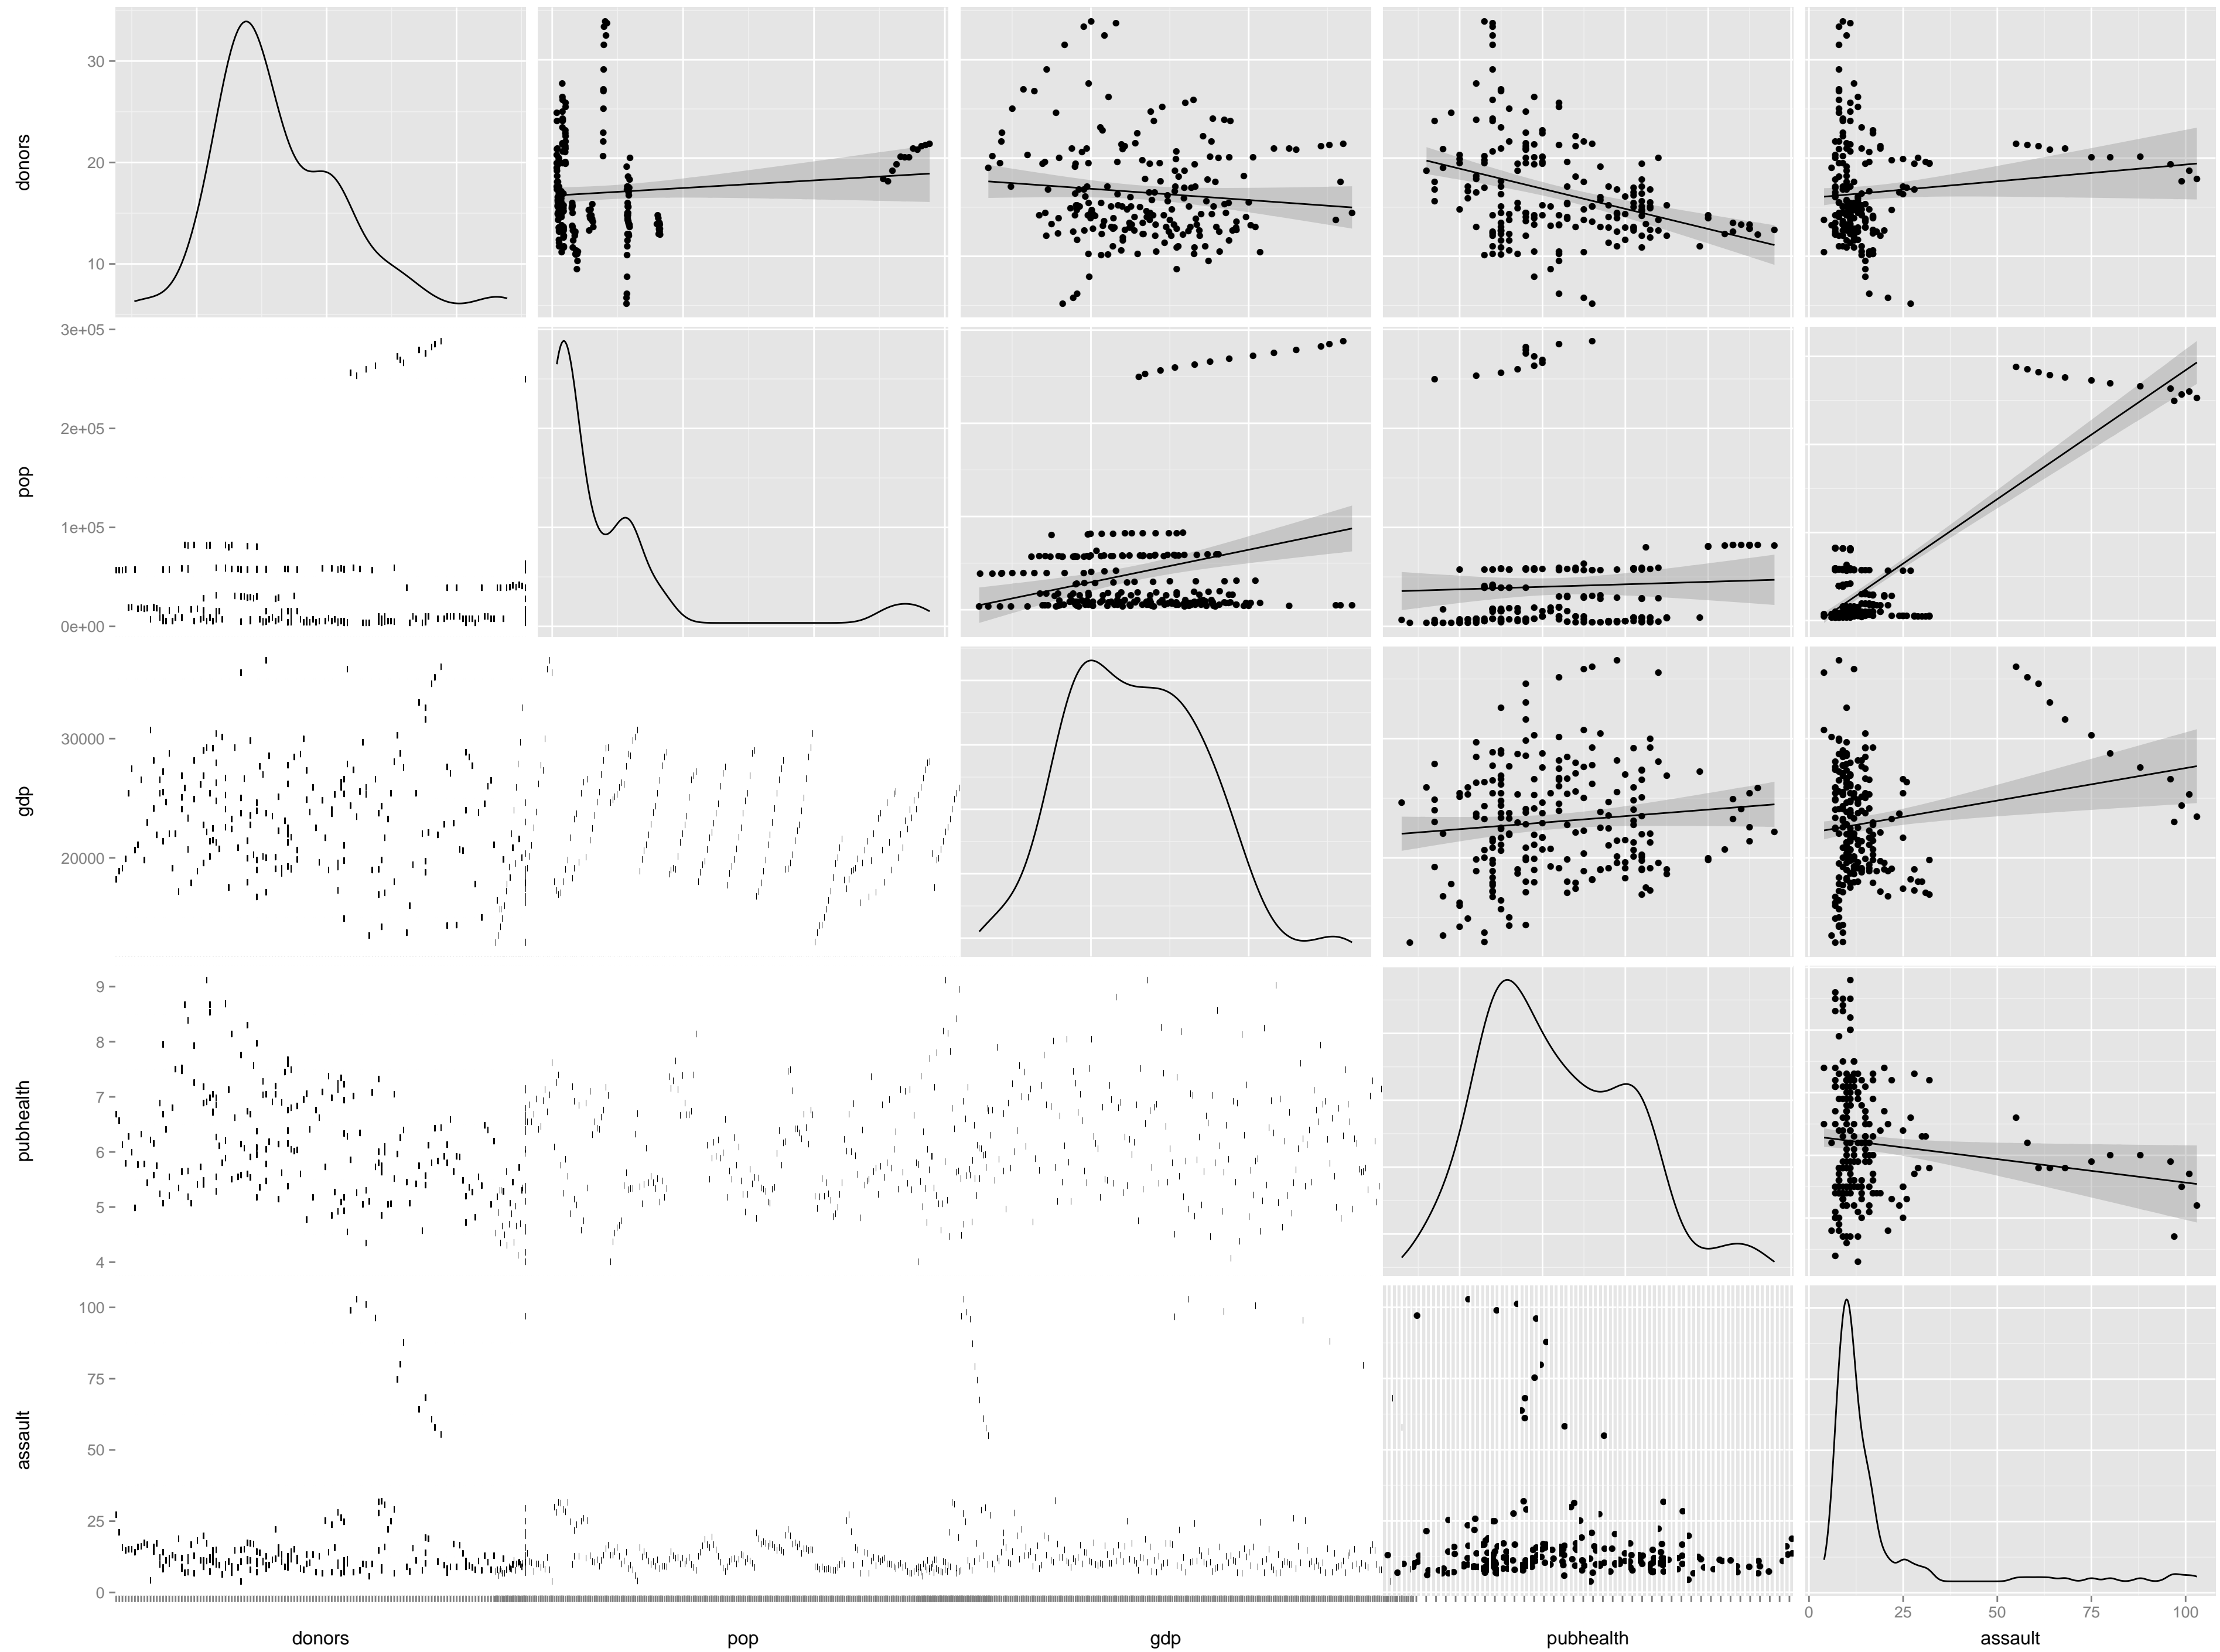 donors
30
20
10
pop
3e+05
2e+05
1e+05
0e+00
gdp
30000
20000
pubhealth
9
8
7
6
5
4
assault
100
75
50
25
0
0 25 50 75 100
donors pop gdp pubhealth assault